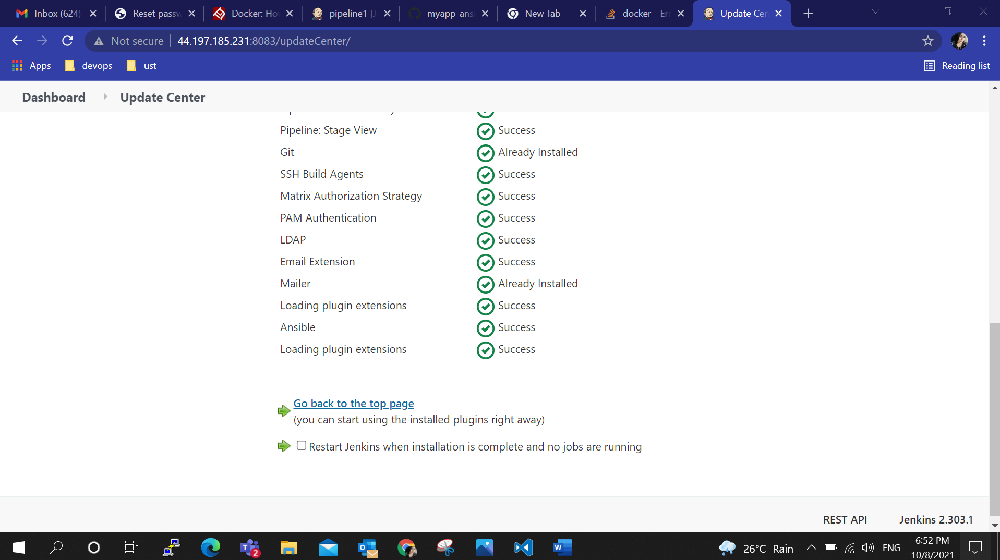 Inbox (624)
Reset passw
Docker: Ho
pipeline1 [J
myapp-ansi
New Tab
docker - Err
Update Cen
Not secure
44.197.185.231:8083/updateCenter/
Apps
devops
ust
Reading list
Dashboard
Update Center
Pipeline: Stage View Success
Git Already Installed
SSH Build Agents Success
Matrix Authorization Strategy Success
PAM Authentication Success
LDAP Success
Email Extension Success
Mailer Already Installed
Loading plugin extensions Success
Ansible Success
Loading plugin extensions Success
Go back to the top page
(you can start using the installed plugins right away)
Restart Jenkins when installation is complete and no jobs are running
REST API
Jenkins 2.303.1
26°C Rain
ENG
6:52 PM
10/8/2021